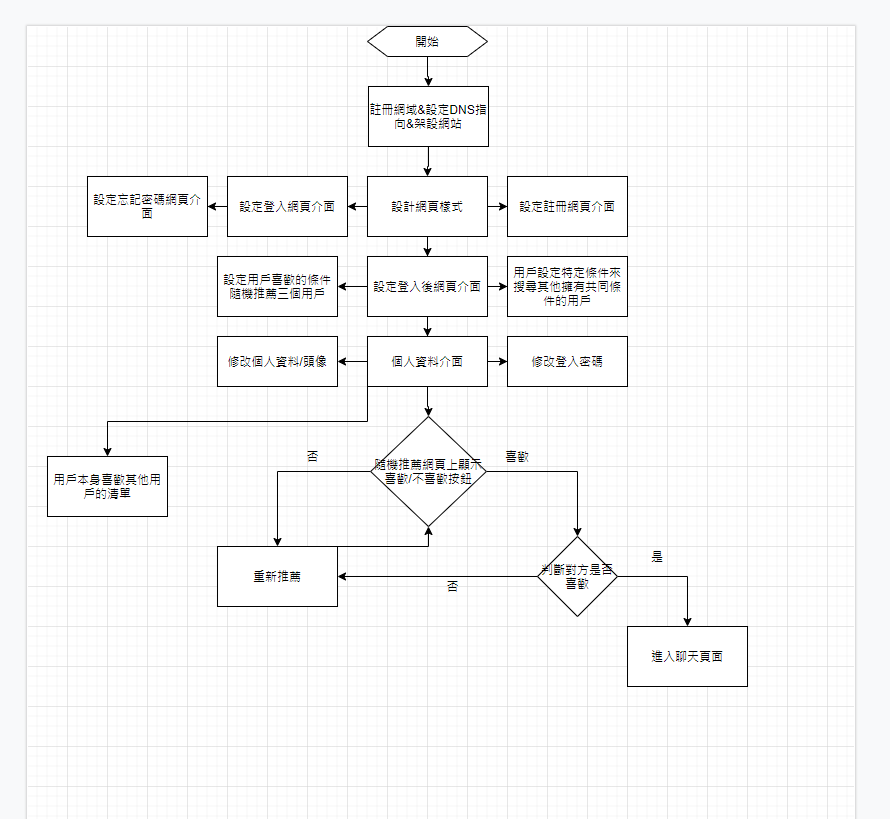 開始
註冊網域&設定DNS指
向&架設網站
設定忘記密碼網頁介
面
設定登入網頁介面
設計網頁樣式
設定註冊網頁介面
設定用戶喜歡的條件
隨機推薦三個用戶
設定登入後網頁介面
用戶設定特定條件來
搜尋其他擁有共同條
件的用戶
修改個人資料/頭像
個人資料介面
修改登入密碼
用戶本身喜歡其他用
戶的清單
否
隨機推薦網頁上顯示
喜歡/不喜歡按鈕
喜歡
重新推薦
否
判斷對方是否
喜歡
是
進入聊天頁面